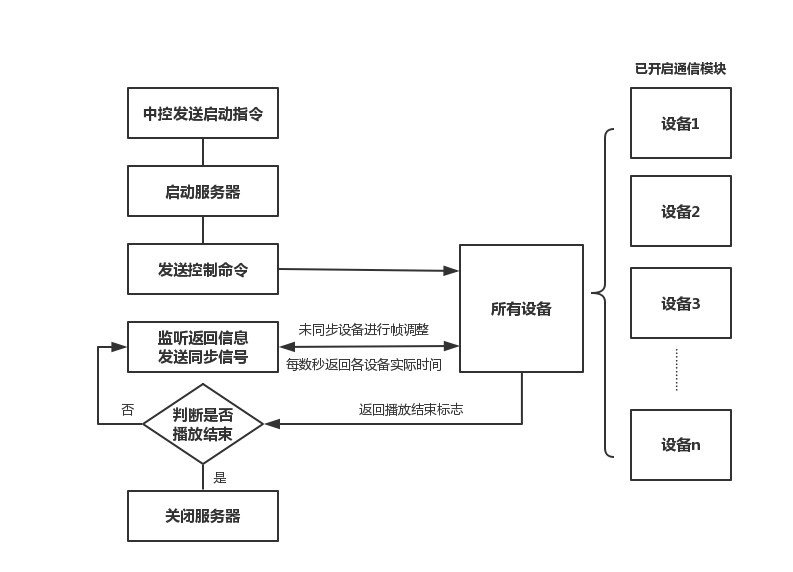 已开启通信模块
中控发送启动指令
设备1
启动服务器
设备2
发送控制命令
所有设备
设备3
未同步设备进行帧调整
监听返回信息
发送同步信号
每数秒返回各设备实际时间
否
判断是否
播放结束
返回播放结束标志
设备n
是
关闭服务器